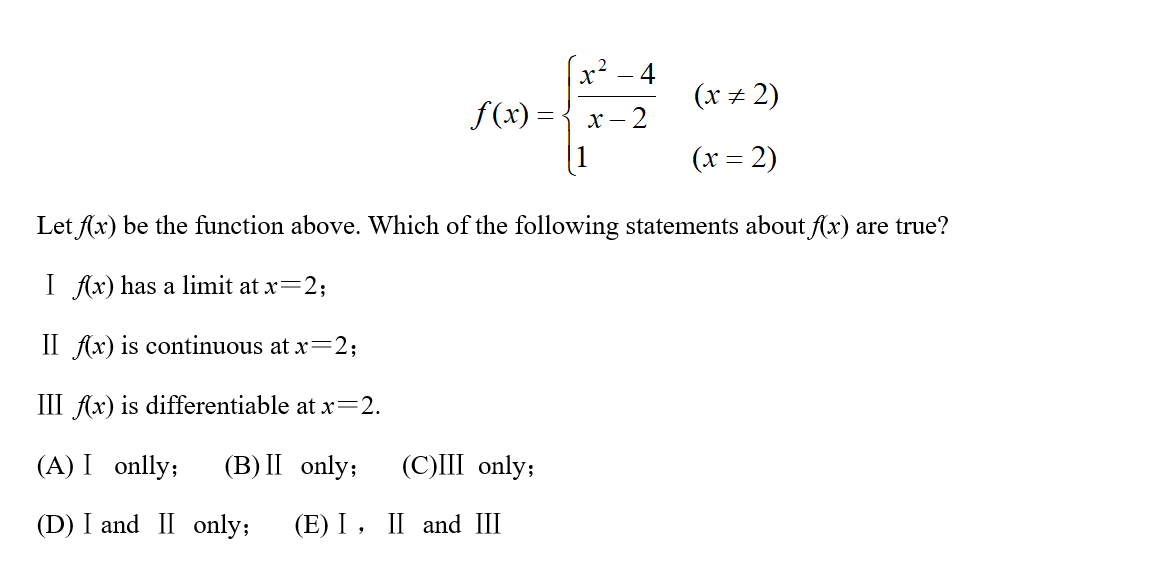 f(x) = { x² − 4 / x − 2 (x ≠ 2)
1 (x = 2)
Let f(x) be the function above. Which of the following statements about f(x) are true?
Ⅰ f(x) has a limit at x＝2；
Ⅱ f(x) is continuous at x＝2；
Ⅲ f(x) is differentiable at x＝2.
(A) Ⅰ onlly； (B) Ⅱ only； (C)Ⅲ only；
(D) Ⅰ and Ⅱ only； (E) Ⅰ， Ⅱ and Ⅲ